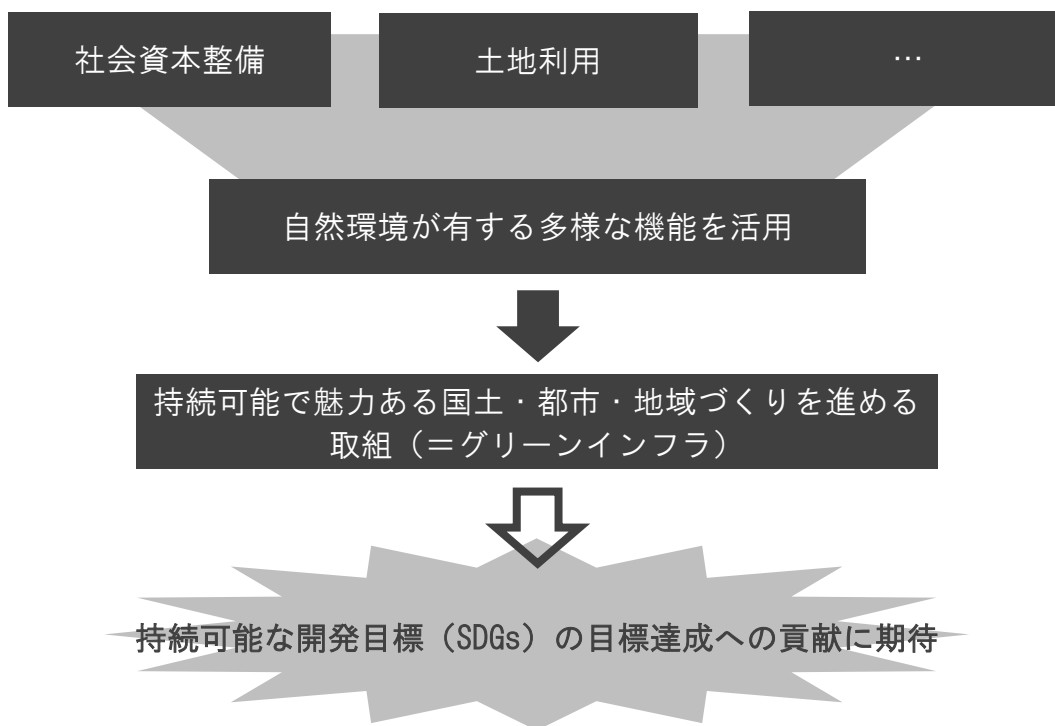 社会資本整備
土地利用
…
自然環境が有する多様な機能を活用
持続可能で魅力ある国土・都市・地域づくりを進める
取組（＝グリーンインフラ）
持続可能な開発目標（SDGs）の目標達成への貢献に期待